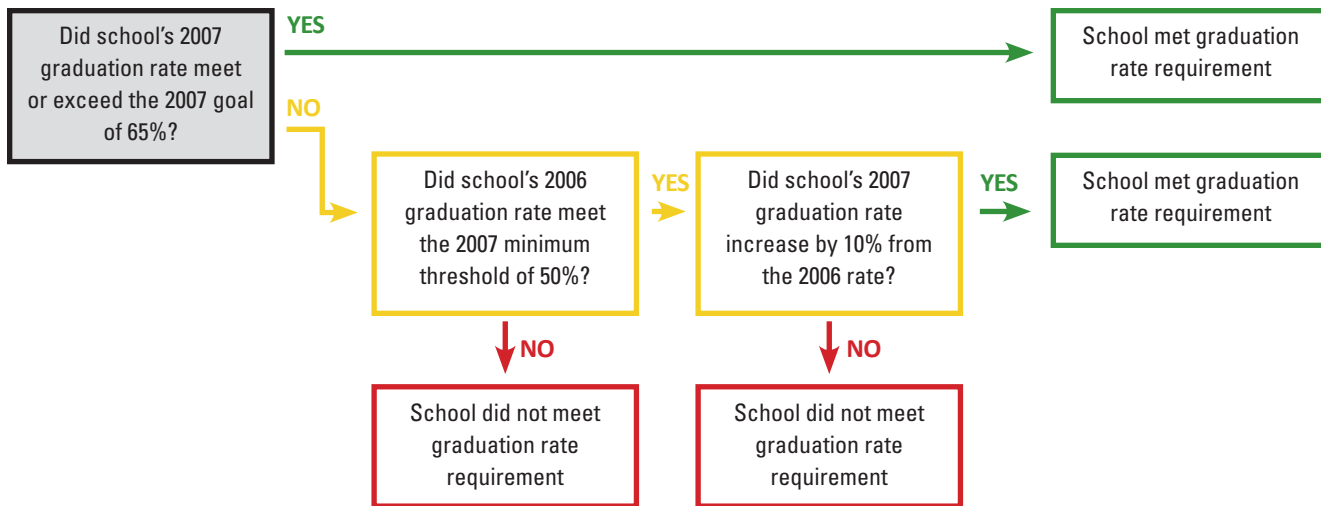 Did school's 2007
graduation rate meet
or exceed the 2007 goal
of 65%?
YES
School met graduation
rate requirement
NO
Did school's 2006
graduation rate meet
the 2007 minimum
threshold of 50%?
YES
Did school's 2007
graduation rate
increase by 10% from
the 2006 rate?
YES
School met graduation
rate requirement
NO
School did not meet
graduation rate
requirement
NO
School did not meet
graduation rate
requirement